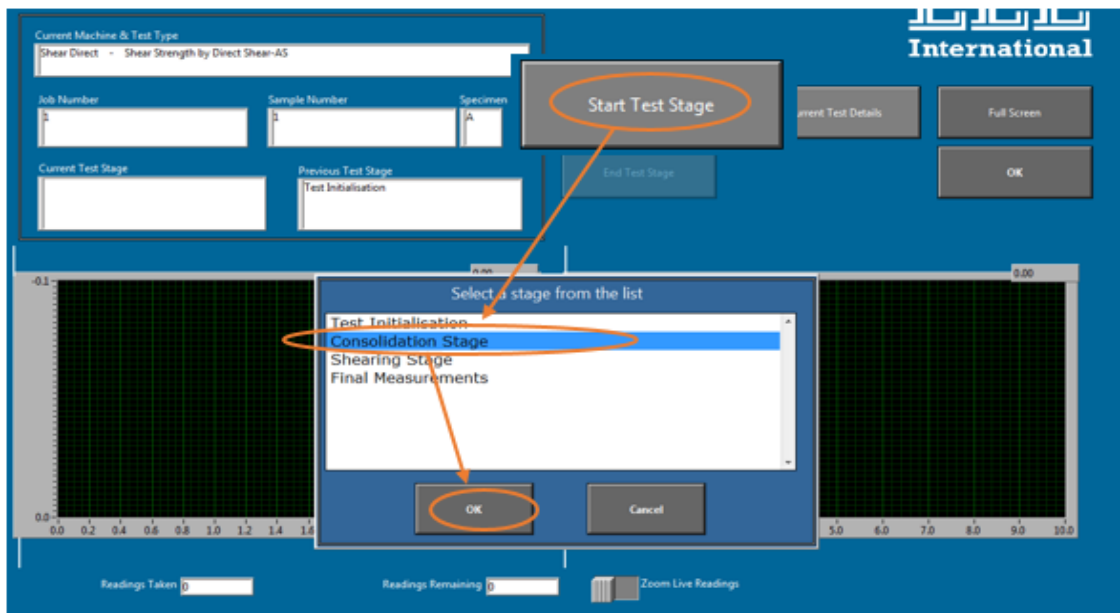 International
Current Machine & Test Type
Shear Direct - Shear Strength by Direct Shear-AS
Job Number
Sample Number
Specimen
1
1
A
Start Test Stage
Current Test Details
Full Screen
Current Test Stage
Previous Test Stage
Test Initialisation
End Test Stage
OK
0.00
0.00
-0.1
Select a stage from the list
Test Initialisation
Consolidation Stage
Shearing Stage
Final Measurements
OK
Cancel
0.0
0.0 0.2 0.4 0.6 0.8 1.0 1.2 1.4 1.6
5.0 6.0 7.0 8.0 9.0 10.0
Readings Taken
0
Readings Remaining
0
Zoom Live Readings